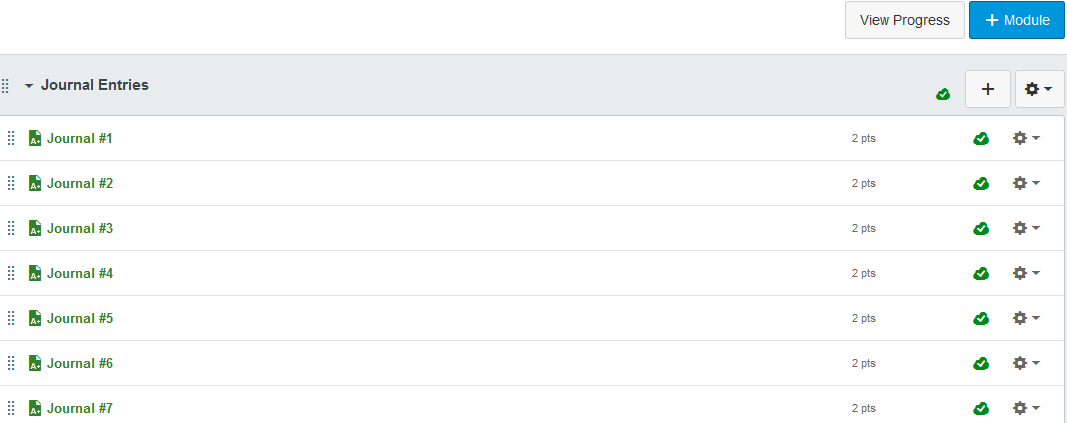 View Progress + Module
Journal Entries
Journal #1 2 pts
Journal #2 2 pts
Journal #3 2 pts
Journal #4 2 pts
Journal #5 2 pts
Journal #6 2 pts
Journal #7 2 pts